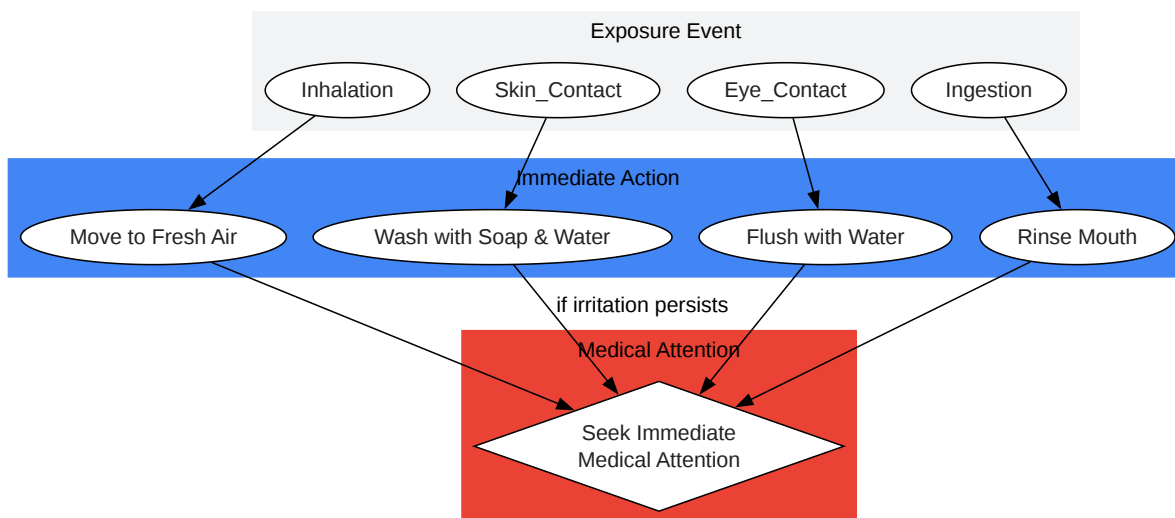 Exposure Event
Inhalation
Skin_Contact
Eye_Contact
Ingestion
Immediate Action
Move to Fresh Air
Wash with Soap & Water
Flush with Water
Rinse Mouth
if irritation persists
Medical Attention
Seek Immediate
Medical Attention